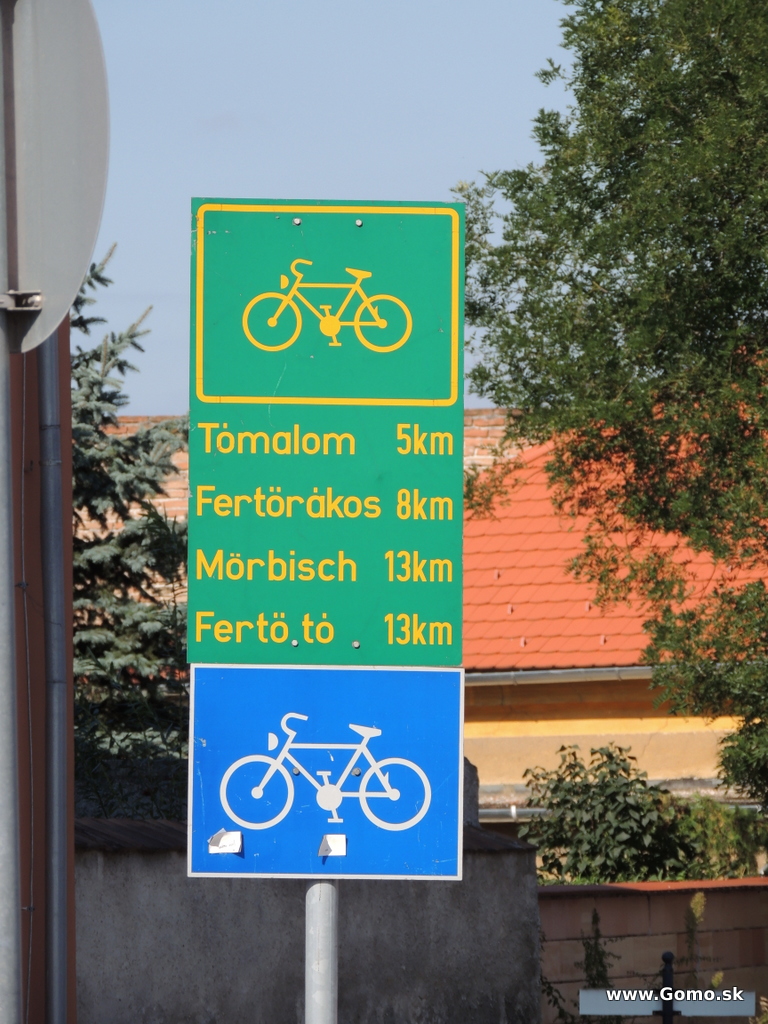 Tómalom 5km
Fertörákos 8km
Mörbisch 13km
Fertö tó 13km
www.Gomo.sk